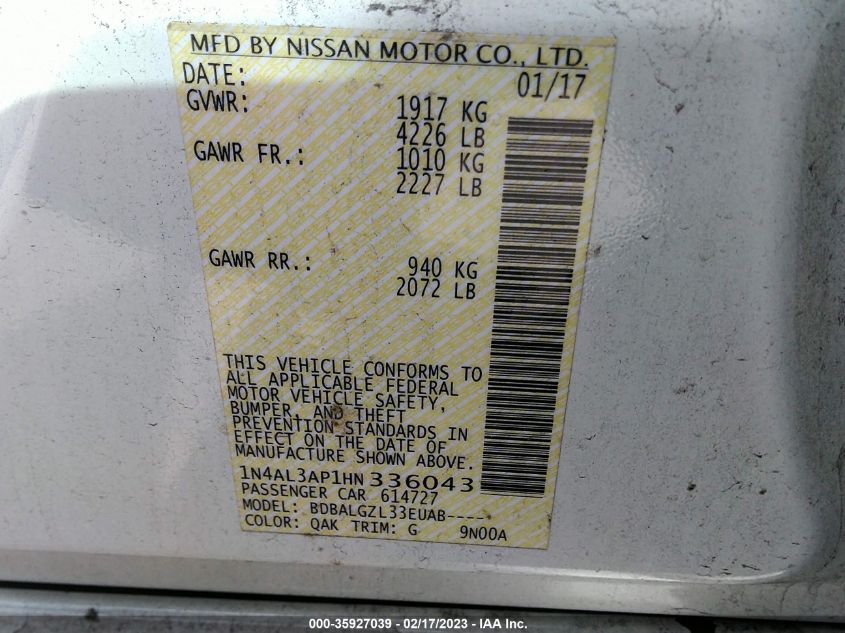 MFD BY NISSAN MOTOR CO., LTD.
DATE: 01/17
GVWR: 1917 KG
4226 LB
GAWR FR.: 1010 KG
2227 LB
GAWR RR.: 940 KG
2072 LB
THIS VEHICLE CONFORMS TO
ALL APPLICABLE FEDERAL
MOTOR VEHICLE SAFETY,
BUMPER, AND THEFT
PREVENTION STANDARDS IN
EFFECT ON THE DATE OF
MANUFACTURE SHOWN ABOVE.
1N4AL3AP1HN336043
PASSENGER CAR 614727
MODEL: BDBALGZL33EUAB----
COLOR: QAK TRIM: G 9N00A
000-35927039 - 02/17/2023 - IAA Inc.